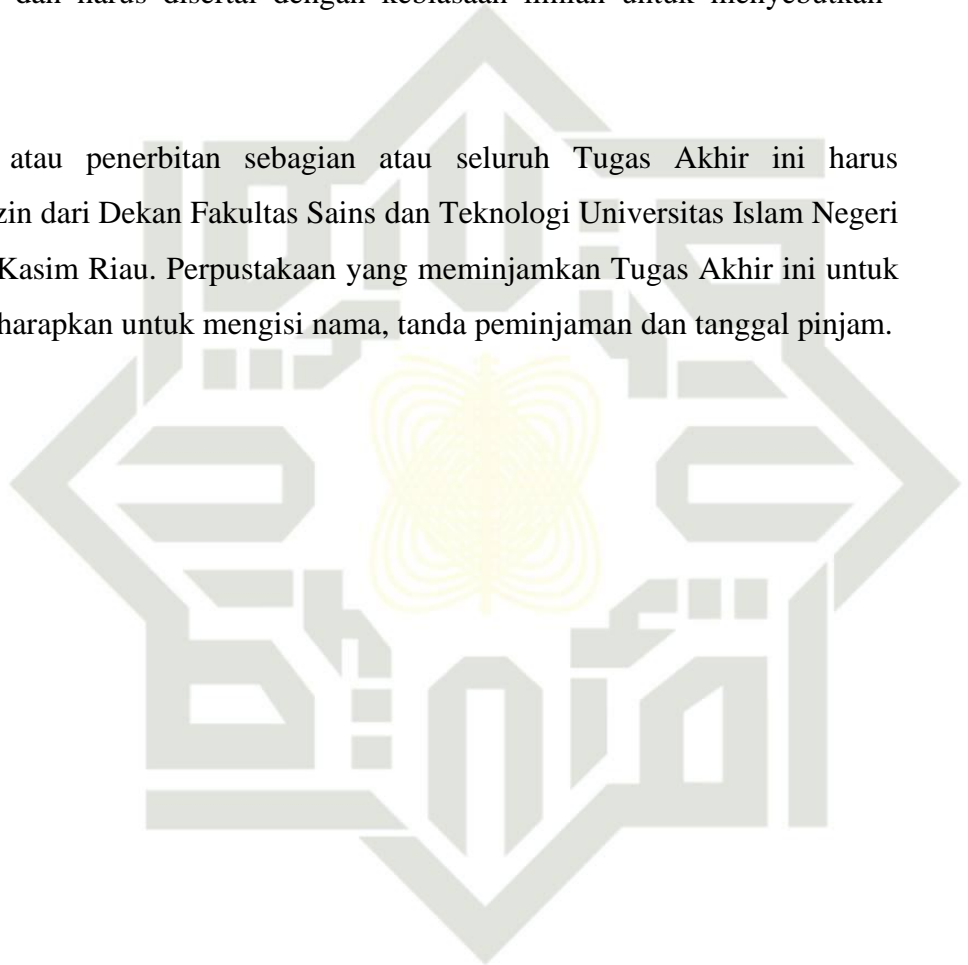 dan harus disertai dengan kebiasaan ilmiah untuk menyebutkan
atau penerbitan sebagian atau seluruh Tugas Akhir ini harus
zin dari Dekan Fakultas Sains dan Teknologi Universitas Islam Negeri
Kasim Riau. Perpustakaan yang meminjamkan Tugas Akhir ini untuk
harapkan untuk mengisi nama, tanda peminjaman dan tanggal pinjam.